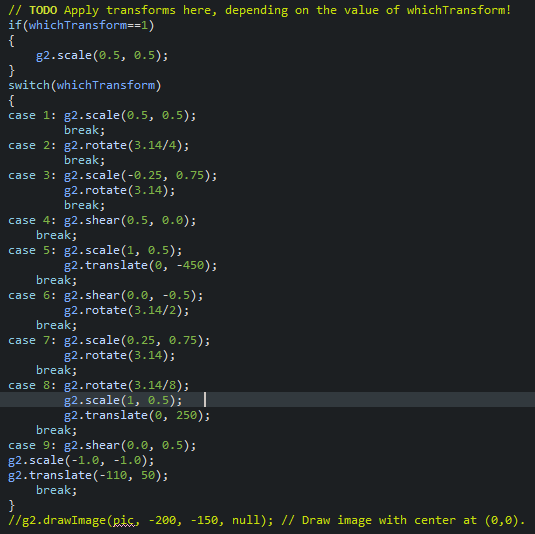 // TODO Apply transforms here, depending on the value of whichTransform!
if(whichTransform==1)
{
    g2.scale(0.5, 0.5);
}
switch(whichTransform)
{
case 1: g2.scale(0.5, 0.5);
        break;
case 2: g2.rotate(3.14/4);
        break;
case 3: g2.scale(-0.25, 0.75);
        g2.rotate(3.14);
        break;
case 4: g2.shear(0.5, 0.0);
    break;
case 5: g2.scale(1, 0.5);
        g2.translate(0, -450);
    break;
case 6: g2.shear(0.0, -0.5);
        g2.rotate(3.14/2);
    break;
case 7: g2.scale(0.25, 0.75);
        g2.rotate(3.14);
    break;
case 8: g2.rotate(3.14/8);
        g2.scale(1, 0.5);
        g2.translate(0, 250);
    break;
case 9: g2.shear(0.0, 0.5);
g2.scale(-1.0, -1.0);
g2.translate(-110, 50);
    break;
}
//g2.drawImage(pic, -200, -150, null); // Draw image with center at (0,0).